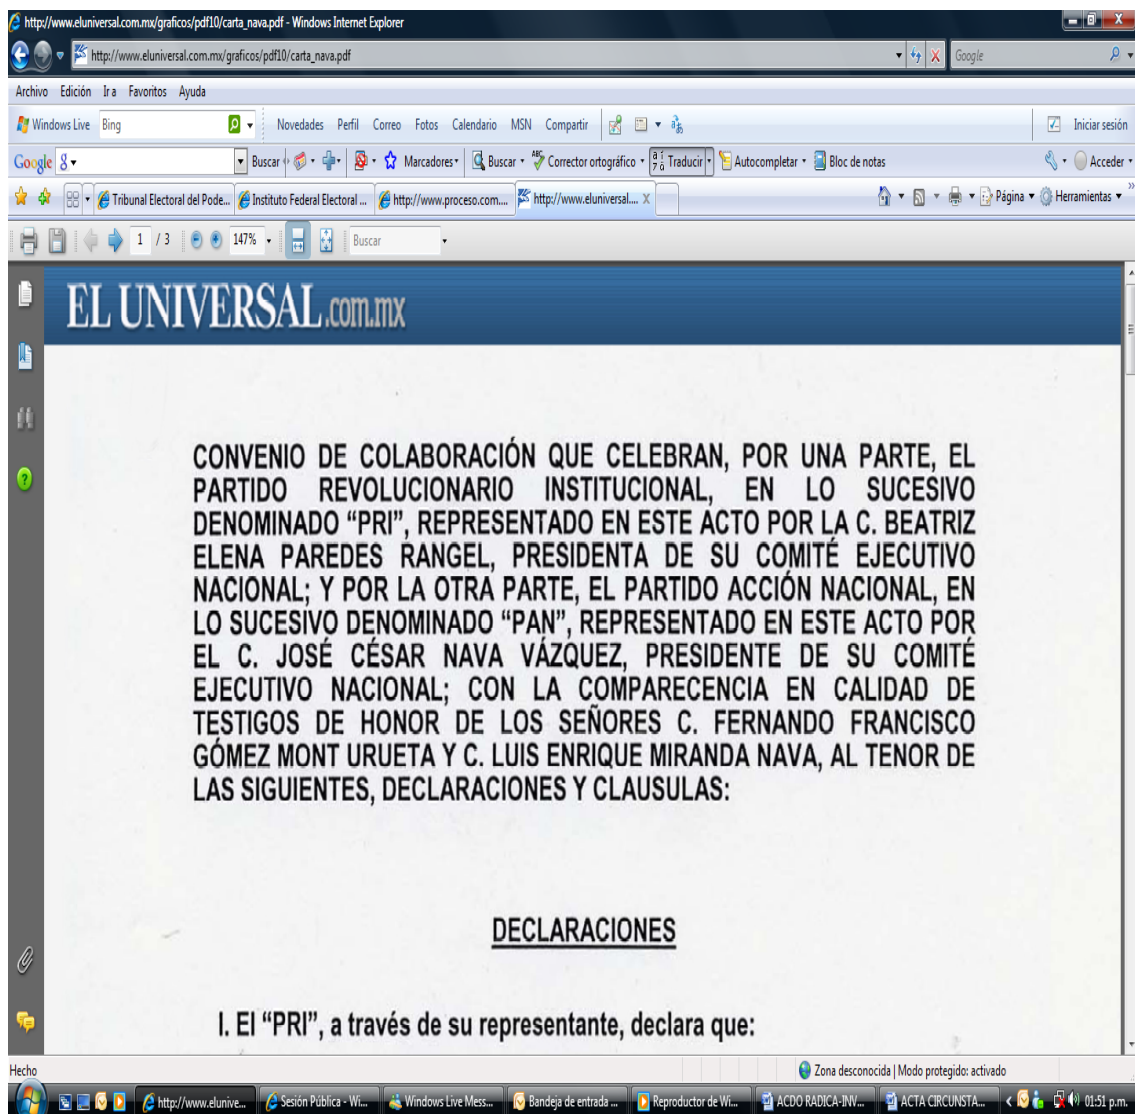 http://www.eluniversal.com.mx/graficos/pdf10/carta_nava.pdf - Windows Internet Explorer
http://www.eluniversal.com.mx/graficos/pdf10/carta_nava.pdf
Google
Archivo Edición Ir a Favoritos Ayuda
Windows Live Bing Novedades Perfil Correo Fotos Calendario MSN Compartir Iniciar sesión
Google Buscar Marcadores Buscar Corrector ortográfico Traducir Autocompletar Bloc de notas Acceder
Tribunal Electoral del Pode... Instituto Federal Electoral ... http://www.proceso.com.... http://www.eluniversal.... X Página Herramientas
1 / 3 147% Buscar
EL UNIVERSAL.com.mx
CONVENIO DE COLABORACIÓN QUE CELEBRAN, POR UNA PARTE, EL
PARTIDO REVOLUCIONARIO INSTITUCIONAL, EN LO SUCESIVO
DENOMINADO “PRI”, REPRESENTADO EN ESTE ACTO POR LA C. BEATRIZ
ELENA PAREDES RANGEL, PRESIDENTA DE SU COMITÉ EJECUTIVO
NACIONAL; Y POR LA OTRA PARTE, EL PARTIDO ACCIÓN NACIONAL, EN
LO SUCESIVO DENOMINADO “PAN”, REPRESENTADO EN ESTE ACTO POR
EL C. JOSÉ CÉSAR NAVA VÁZQUEZ, PRESIDENTE DE SU COMITÉ
EJECUTIVO NACIONAL; CON LA COMPARECENCIA EN CALIDAD DE
TESTIGOS DE HONOR DE LOS SEÑORES C. FERNANDO FRANCISCO
GÓMEZ MONT URUETA Y C. LUIS ENRIQUE MIRANDA NAVA, AL TENOR DE
LAS SIGUIENTES, DECLARACIONES Y CLAUSULAS:
DECLARACIONES
I. El “PRI”, a través de su representante, declara que:
Hecho Zona desconocida | Modo protegido: activado
http://www.elunive... Sesión Pública - Wi... Windows Live Mess... Bandeja de entrada ... Reproductor de Wi... ACDO RADICA-INV... ACTA CIRCUNSTA... 01:51 p.m.